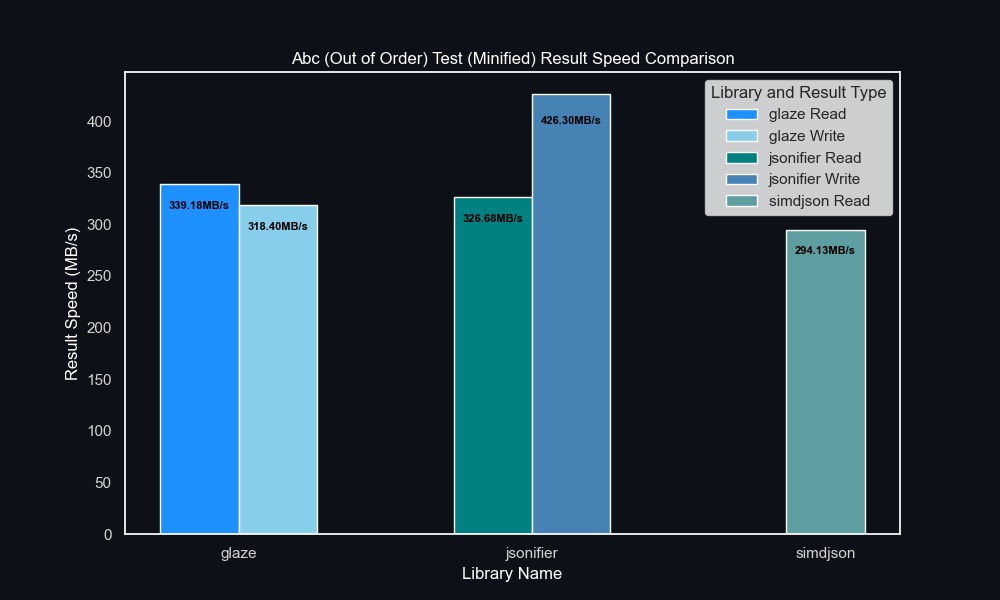 Abc (Out of Order) Test (Minified) Result Speed Comparison
Library and Result Type
glaze Read
glaze Write
jsonifier Read
jsonifier Write
simdjson Read
Result Speed (MB/s)
400
350
300
250
200
150
100
50
0
339.18MB/s
318.40MB/s
326.68MB/s
426.30MB/s
294.13MB/s
glaze
jsonifier
simdjson
Library Name